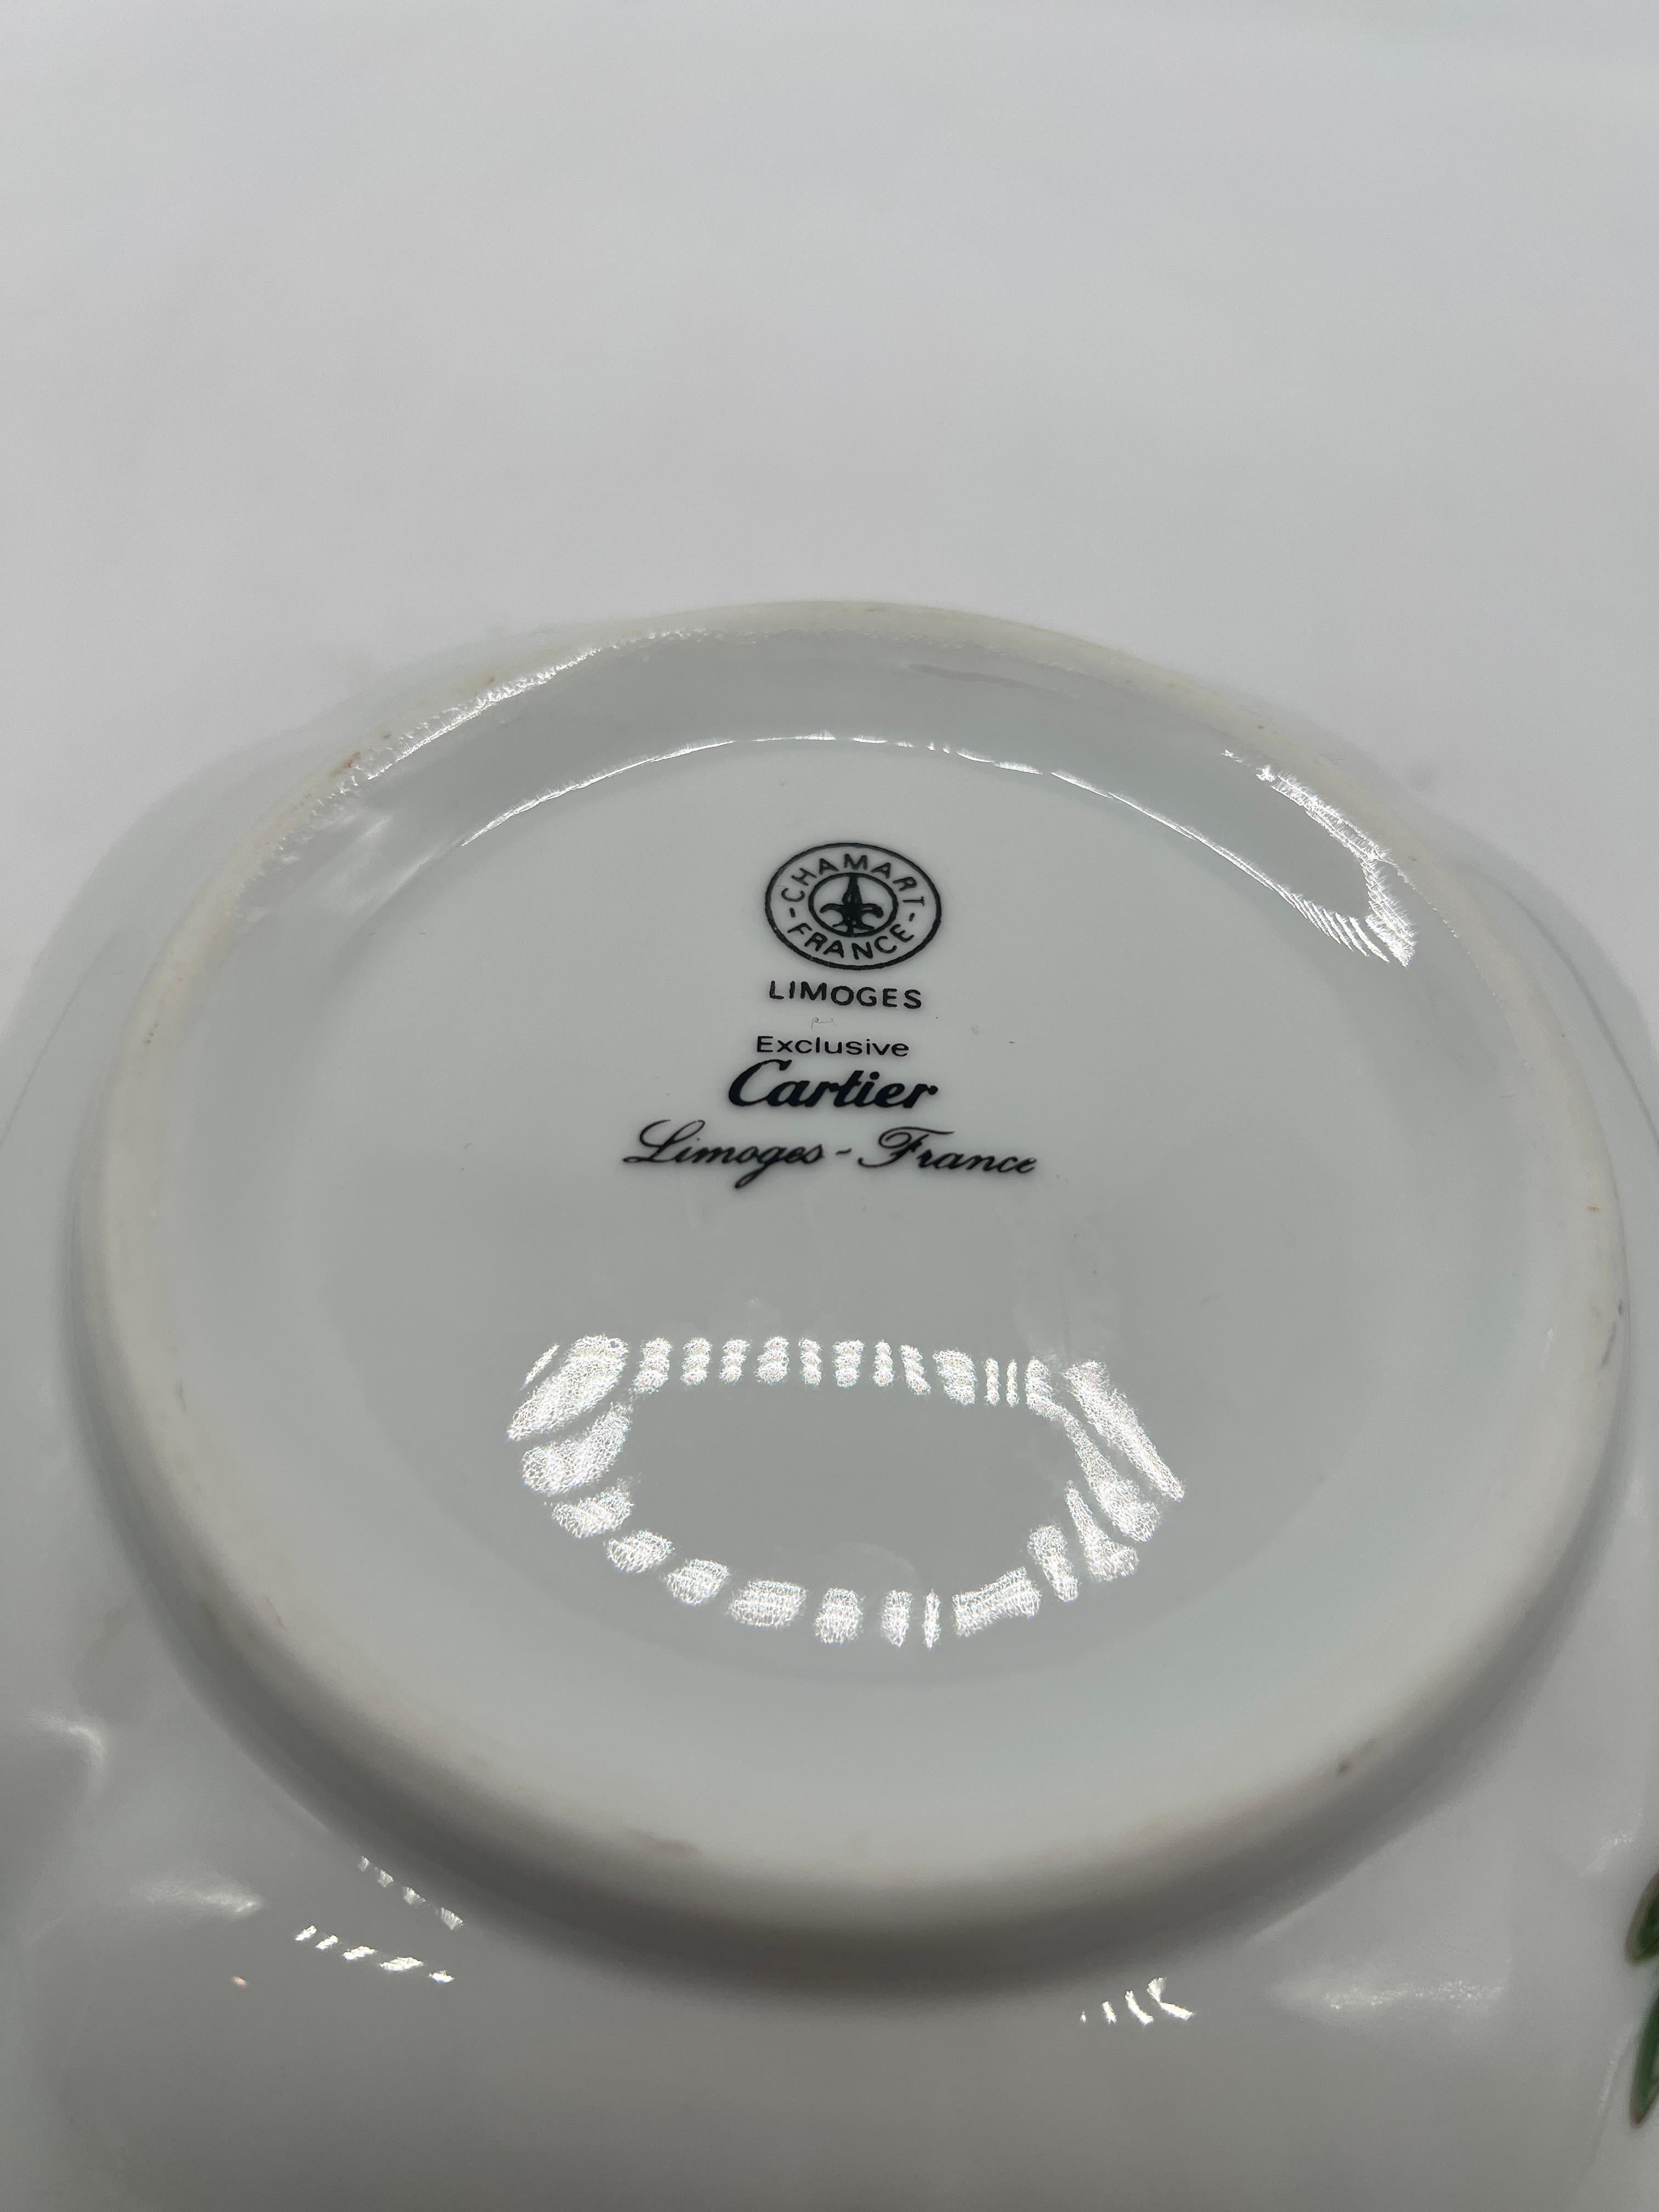 CHAMART
- FRANCE -
LIMOGES
Exclusive
Cartier
Limoges - France